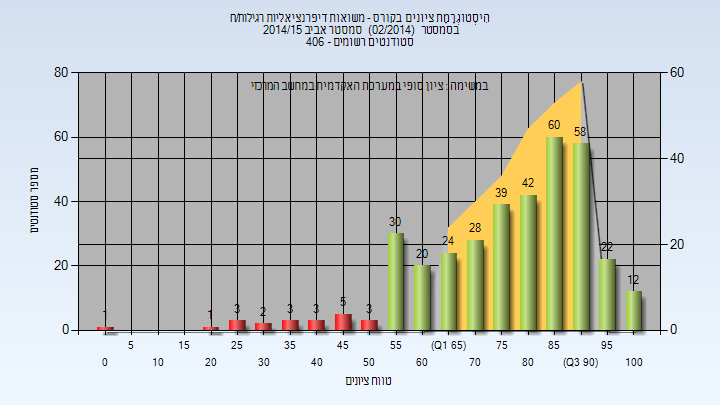 הִיסְטוֹגְרָמַת ציונים בקורס - משוואות דיפרנציאליות רגילות/ח
בסמסטר (02/2014) סמסטר אביב 2014/15
סטודנטים רשומים - 406
במשימה : ציון סופי במערכת האקדמית במחשב המרכזי
80 60
60 40
40 20
20 0
0
מספר סטודנטים
1 1 3 2 3 3 5 3 30 20 24 28 39 42 60 58 22 12
5 15 25 35 45 55 (Q1 65) 75 85 95
0 10 20 30 40 50 60 70 80 (Q3 90) 100
טווח ציונים